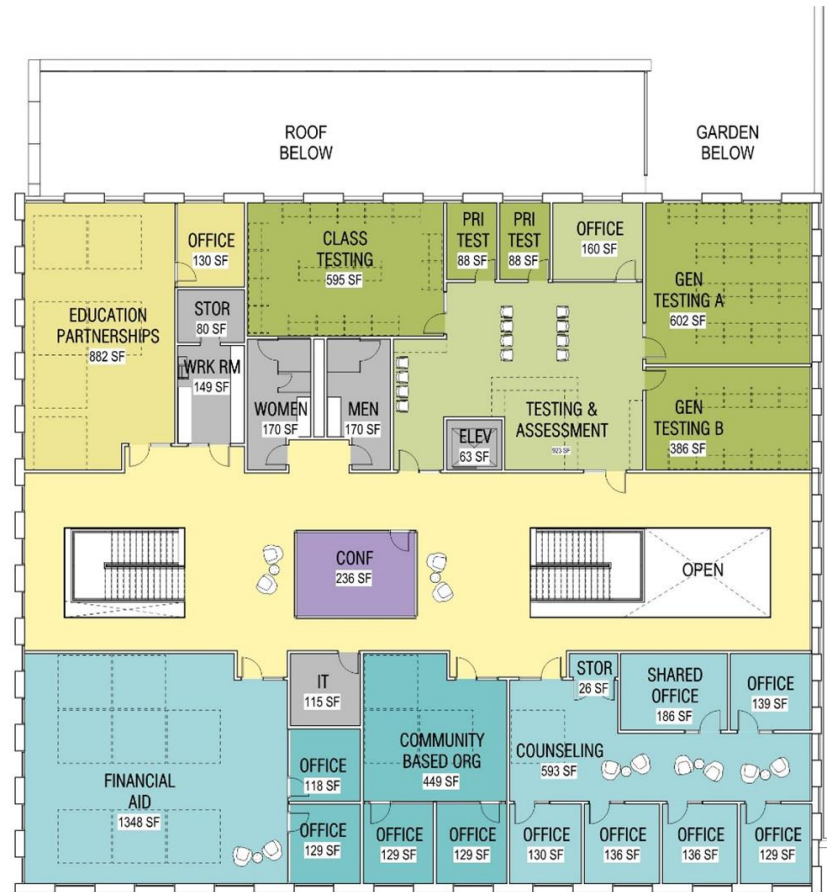 ROOF
BELOW
GARDEN
BELOW
EDUCATION
PARTNERSHIPS
882 SF
OFFICE
130 SF
STOR
80 SF
WRK RM
149 SF
CLASS
TESTING
595 SF
WOMEN
170 SF
MEN
170 SF
PRI
TEST
88 SF
PRI
TEST
88 SF
OFFICE
160 SF
ELEV
63 SF
TESTING &
ASSESSMENT
923 SF
GEN
TESTING A
602 SF
GEN
TESTING B
386 SF
CONF
236 SF
OPEN
FINANCIAL
AID
1348 SF
IT
115 SF
OFFICE
118 SF
OFFICE
129 SF
COMMUNITY
BASED ORG
449 SF
OFFICE
129 SF
OFFICE
129 SF
STOR
26 SF
SHARED
OFFICE
186 SF
OFFICE
139 SF
COUNSELING
593 SF
OFFICE
130 SF
OFFICE
136 SF
OFFICE
136 SF
OFFICE
129 SF